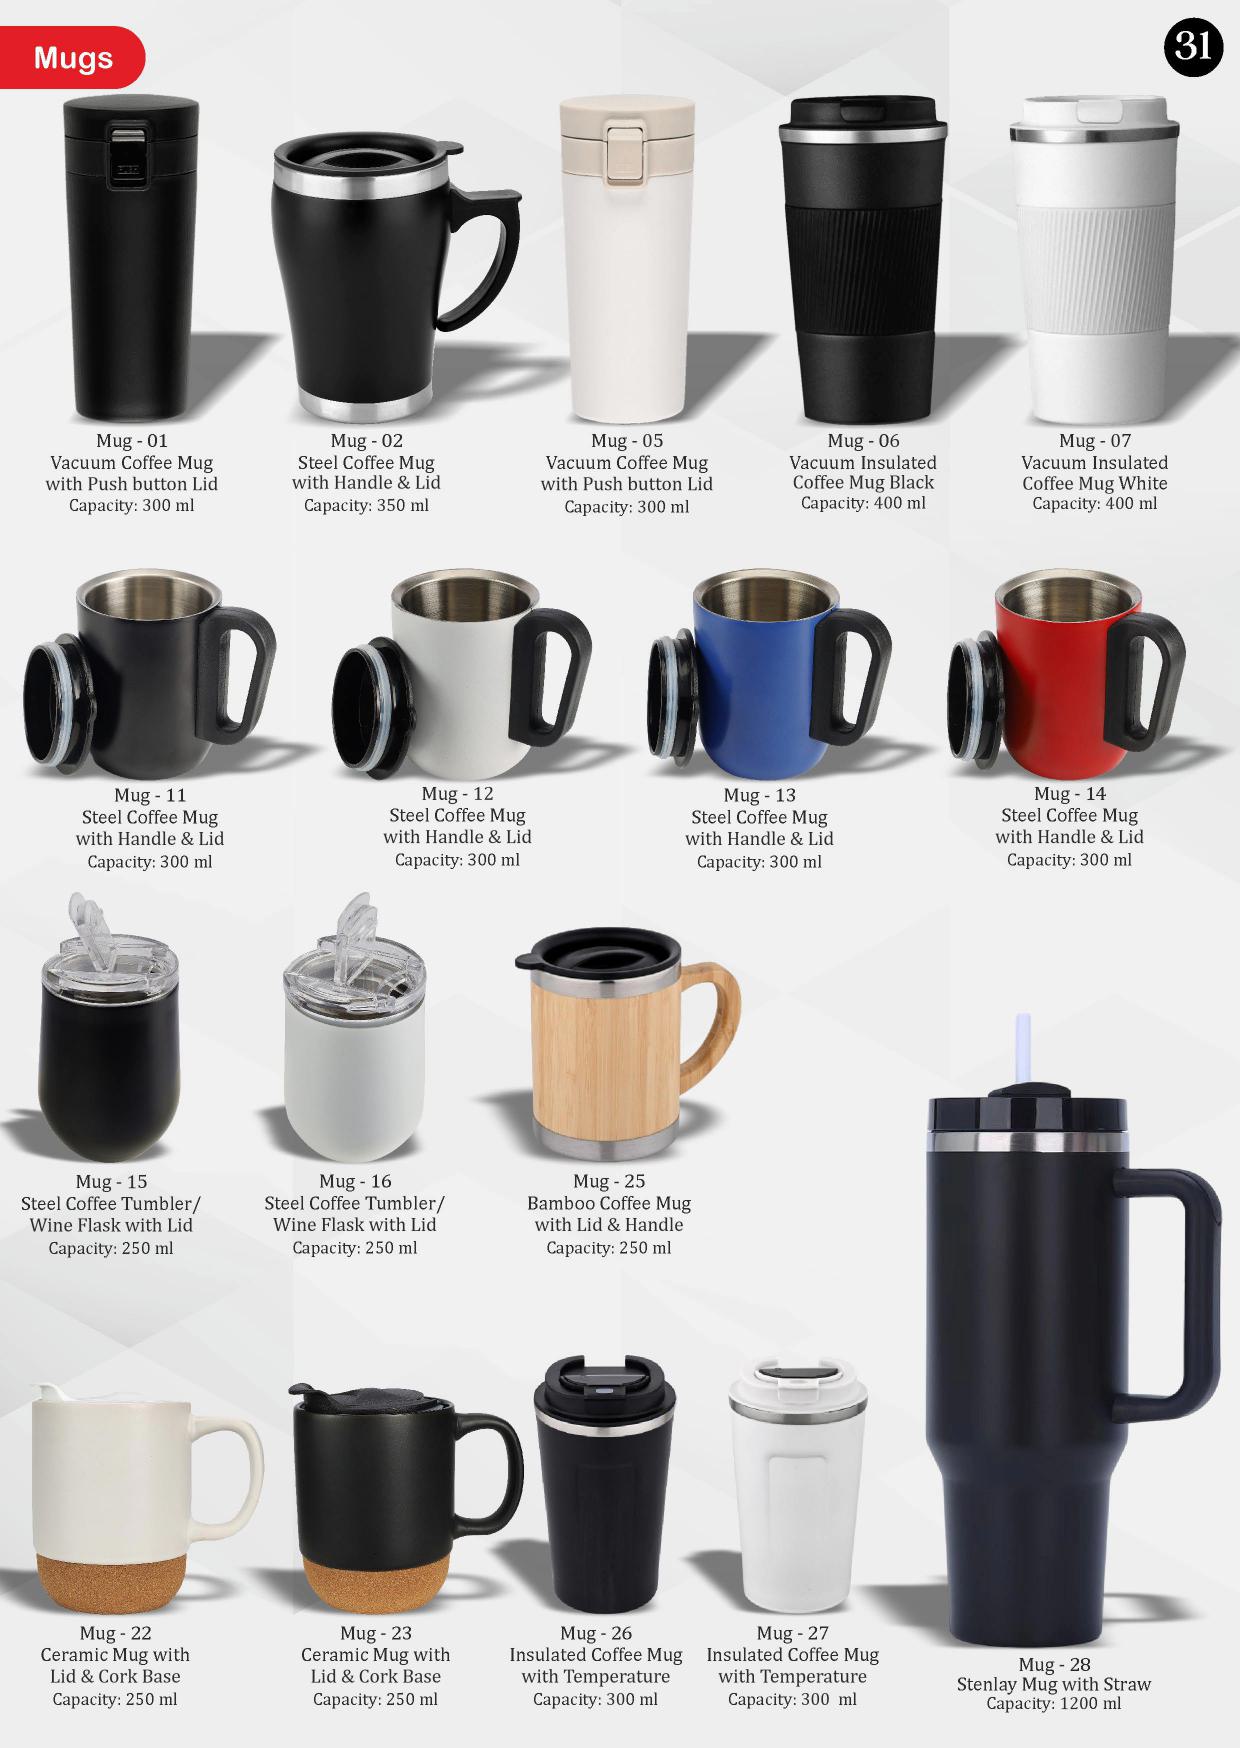 Mugs
31
Mug - 01
Vacuum Coffee Mug
with Push button Lid
Capacity: 300 ml
Mug - 02
Steel Coffee Mug
with Handle & Lid
Capacity: 350 ml
Mug - 05
Vacuum Coffee Mug
with Push button Lid
Capacity: 300 ml
Mug - 06
Vacuum Insulated
Coffee Mug Black
Capacity: 400 ml
Mug - 07
Vacuum Insulated
Coffee Mug White
Capacity: 400 ml
Mug - 11
Steel Coffee Mug
with Handle & Lid
Capacity: 300 ml
Mug - 12
Steel Coffee Mug
with Handle & Lid
Capacity: 300 ml
Mug - 13
Steel Coffee Mug
with Handle & Lid
Capacity: 300 ml
Mug - 14
Steel Coffee Mug
with Handle & Lid
Capacity: 300 ml
Mug - 15
Steel Coffee Tumbler/
Wine Flask with Lid
Capacity: 250 ml
Mug - 16
Steel Coffee Tumbler/
Wine Flask with Lid
Capacity: 250 ml
Mug - 25
Bamboo Coffee Mug
with Lid & Handle
Capacity: 250 ml
Mug - 22
Ceramic Mug with
Lid & Cork Base
Capacity: 250 ml
Mug - 23
Ceramic Mug with
Lid & Cork Base
Capacity: 250 ml
Mug - 26
Insulated Coffee Mug
with Temperature
Capacity: 300 ml
Mug - 27
Insulated Coffee Mug
with Temperature
Capacity: 300 ml
Mug - 28
Stenlay Mug with Straw
Capacity: 1200 ml